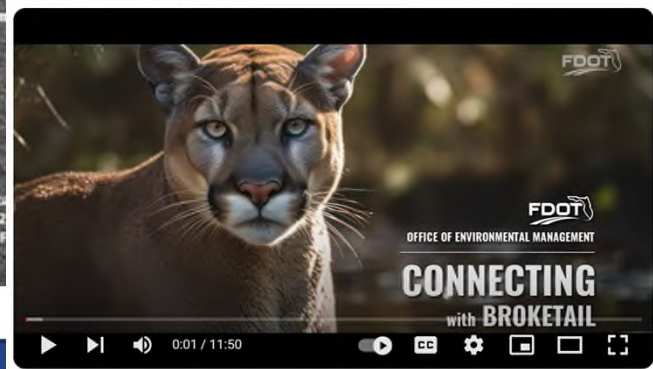 FDOT
FDOT
OFFICE OF ENVIRONMENTAL MANAGEMENT
CONNECTING
with BROKETAIL
0:01 / 11:50
CC